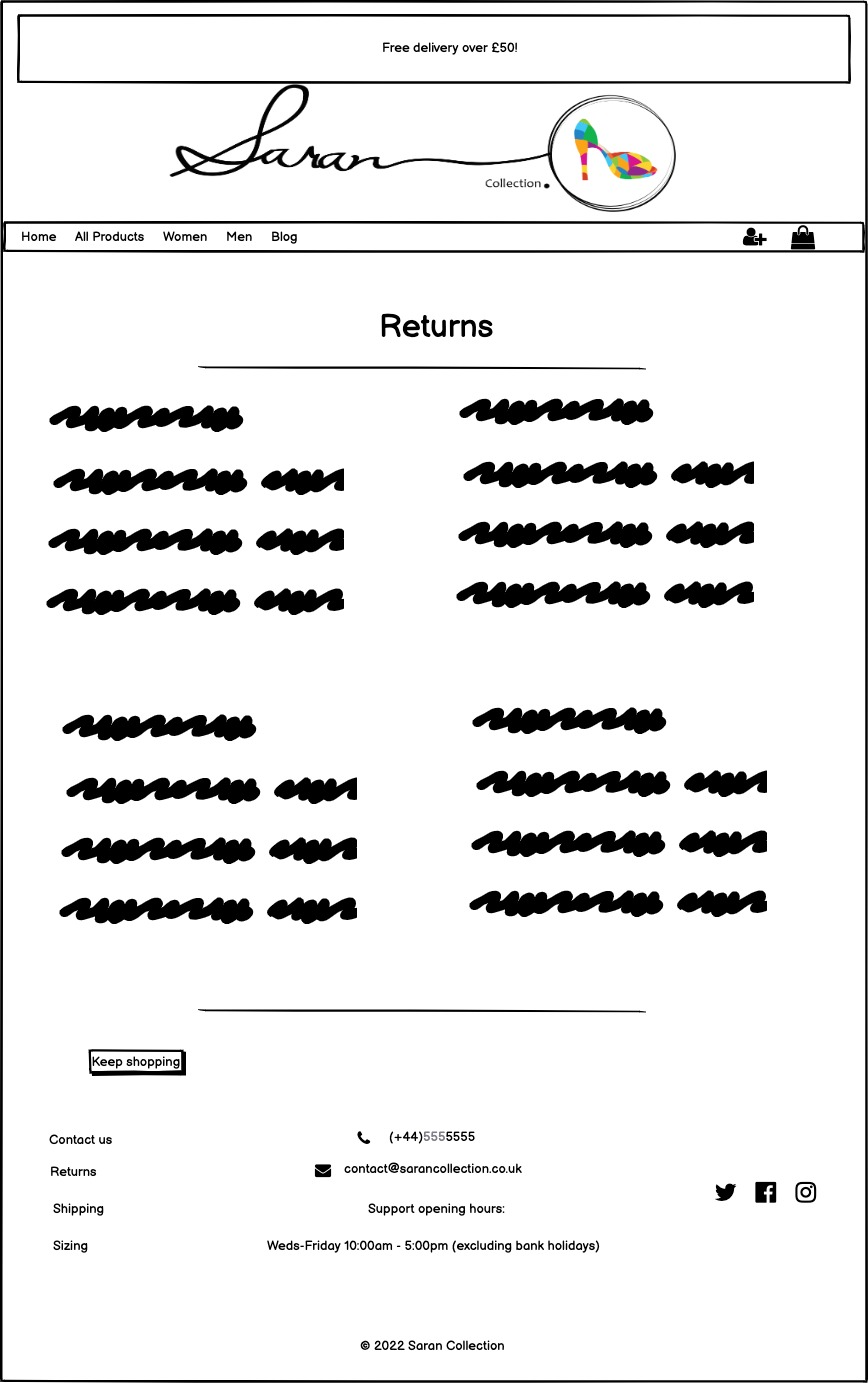 Free delivery over £50!
Saran
Collection.
Home All Products Women Men Blog
Returns
Keep shopping
Contact us
Returns
Shipping
Sizing
(+44)5555555
contact@sarancollection.co.uk
Support opening hours:
Weds-Friday 10:00am - 5:00pm (excluding bank holidays)
© 2022 Saran Collection